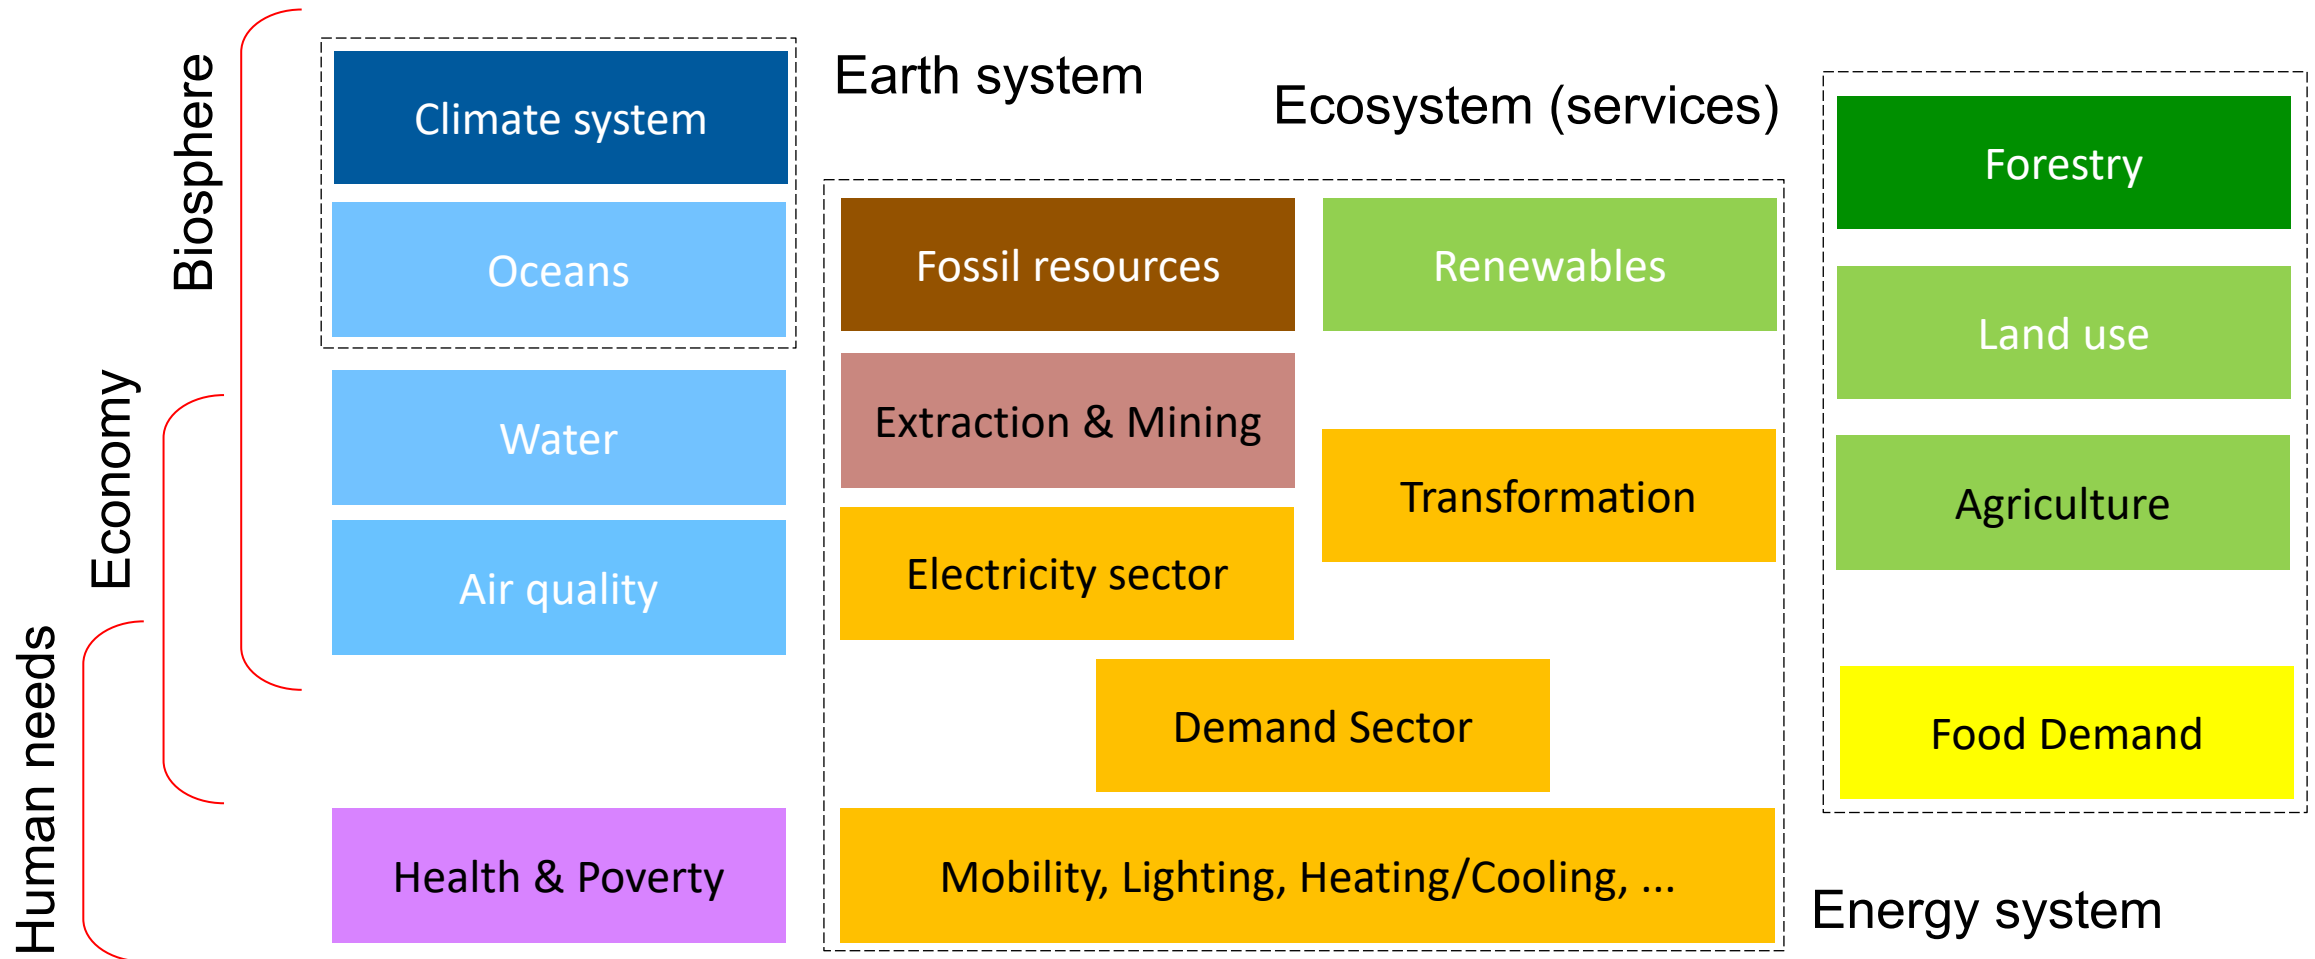 Biosphere
Economy
Human needs
Climate system
Oceans
Water
Air quality
Health & Poverty
Earth system
Ecosystem (services)
Fossil resources
Renewables
Extraction & Mining
Transformation
Electricity sector
Demand Sector
Mobility, Lighting, Heating/Cooling, ...
Forestry
Land use
Agriculture
Food Demand
Energy system